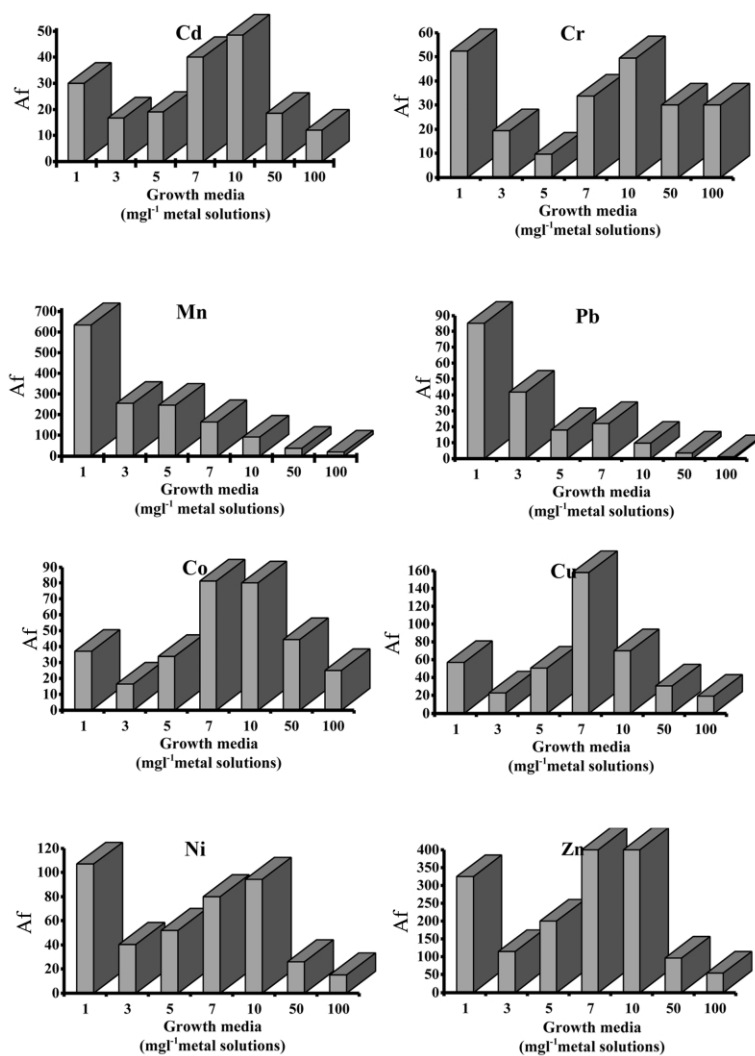 Cd
Af
50
40
30
20
10
0
1 3 5 7 10 50 100
Growth media
(mgl⁻¹ metal solutions)
Cr
Af
60
50
40
30
20
10
0
1 3 5 7 10 50 100
Growth media
(mgl⁻¹metal solutions)
Mn
Af
700
600
500
400
300
200
100
0
1 3 5 7 10 50 100
Growth media
(mgl⁻¹ metal solutions)
Pb
Af
90
80
70
60
50
40
30
20
10
0
1 3 5 7 10 50 100
Growth media
(mgl⁻¹metal solutions)
Co
Af
90
80
70
60
50
40
30
20
10
0
1 3 5 7 10 50 100
Growth media
(mgl⁻¹metal solutions)
Cu
Af
160
140
120
100
80
60
40
20
0
1 3 5 7 10 50 100
Growth media
(mgl⁻¹metal solutions)
Ni
Af
120
100
80
60
40
20
0
1 3 5 7 10 50 100
Growth media
(mgl⁻¹metal solutions)
Zn
Af
400
350
300
250
200
150
100
50
0
1 3 5 7 10 50 100
Growth media
(mgl⁻¹metal solutions)